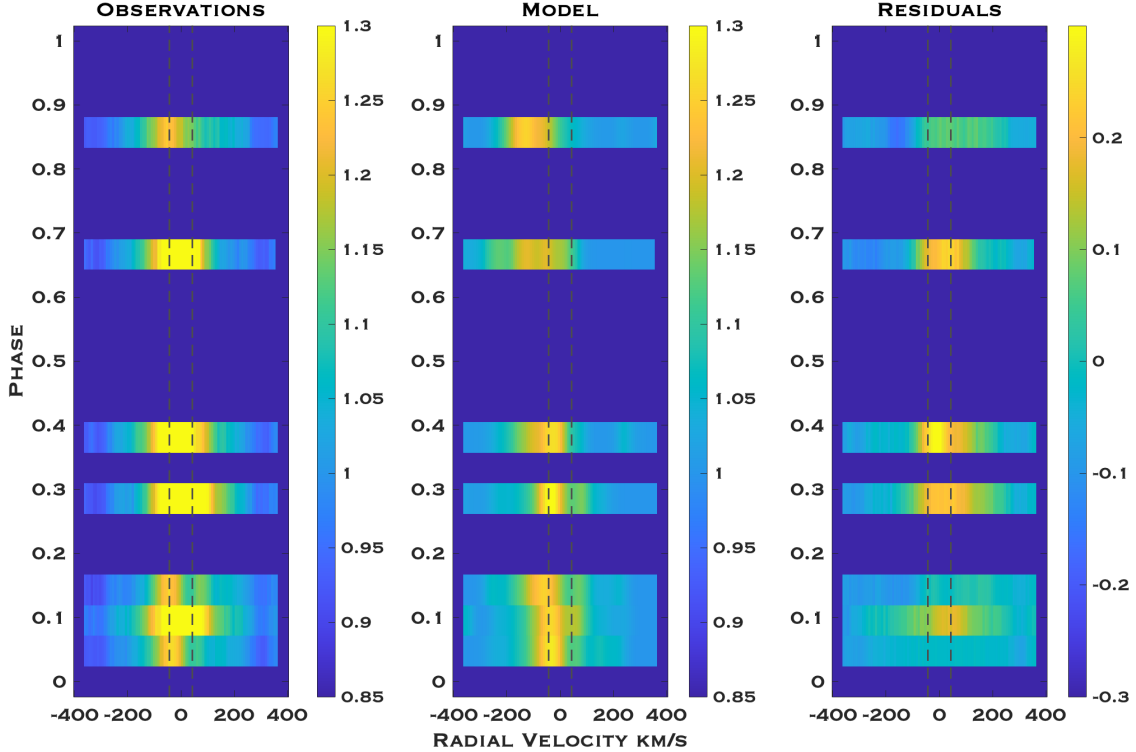 Observations Model Residuals
1 0.9 0.8 0.7 0.6 0.5 0.4 0.3 0.2 0.1 0
1.3 1.25 1.2 1.15 1.1 1.05 1 0.95 0.9 0.85
1 0.9 0.8 0.7 0.6 0.5 0.4 0.3 0.2 0.1 0
1.3 1.25 1.2 1.15 1.1 1.05 1 0.95 0.9 0.85
1 0.9 0.8 0.7 0.6 0.5 0.4 0.3 0.2 0.1 0
0.2 0.1 0 -0.1 -0.2 -0.3
Phase
-400 -200 0 200 400
-400 -200 0 200 400
-400 -200 0 200 400
Radial Velocity km/s